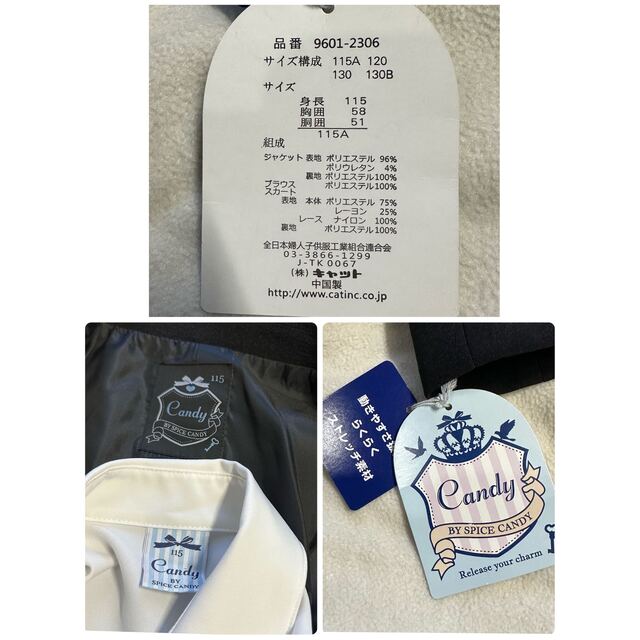 品番 9601-2306
サイズ構成 115A 120
130 130B
サイズ
身長 115
胸囲 58
胴囲 51
115A
組成
ジャケット 表地 ポリエステル 96%
ポリウレタン 4%
裏地 ポリエステル100%
ブラウス ポリエステル100%
スカート
表地 本体 ポリエステル 75%
レーヨン 25%
レース ナイロン 100%
裏地 ポリエステル100%
全日本婦人子供服工業組合連合会
03-3866-1299
J-TK0067
(株)キャット
中国製
http://www.catinc.co.jp
115
Candy
BY SPICE CANDY
115
Candy
BY
SPICE CANDY
動きやすさ抜
らくらく
ストレッチ素材
Candy
BY SPICE CANDY
Release your charm